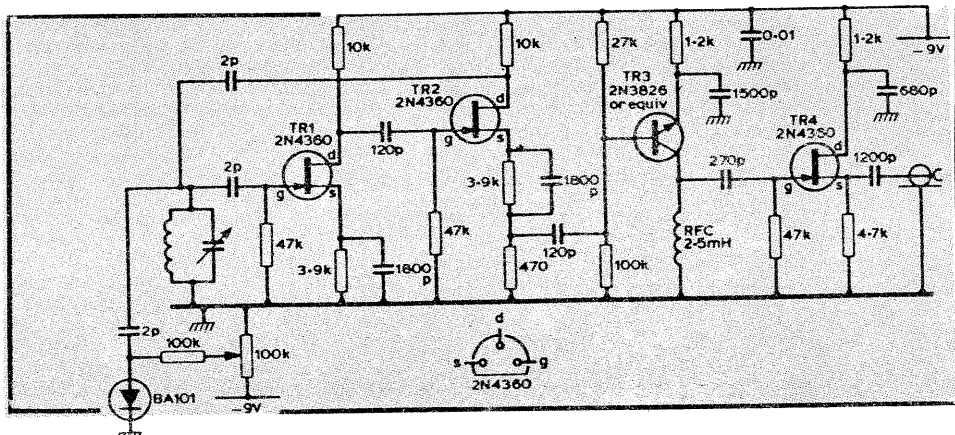 10k
10k
27k
1·2k
0·01
1·2k
−9V
2p
TR2
2N4360
d
g
s
TR3
2N3826
or equiv
1500p
680p
TR1
2N4360
d
g
s
120p
TR4
2N4350
d
g
s
270p
1200p
2p
3·9k
1800
p
47k
3·9k
1800
p
47k
470
120p
100k
RFC
2·5mH
47k
4·7k
2p
100k
100k
BA101
−9V
d
s
g
2N4360